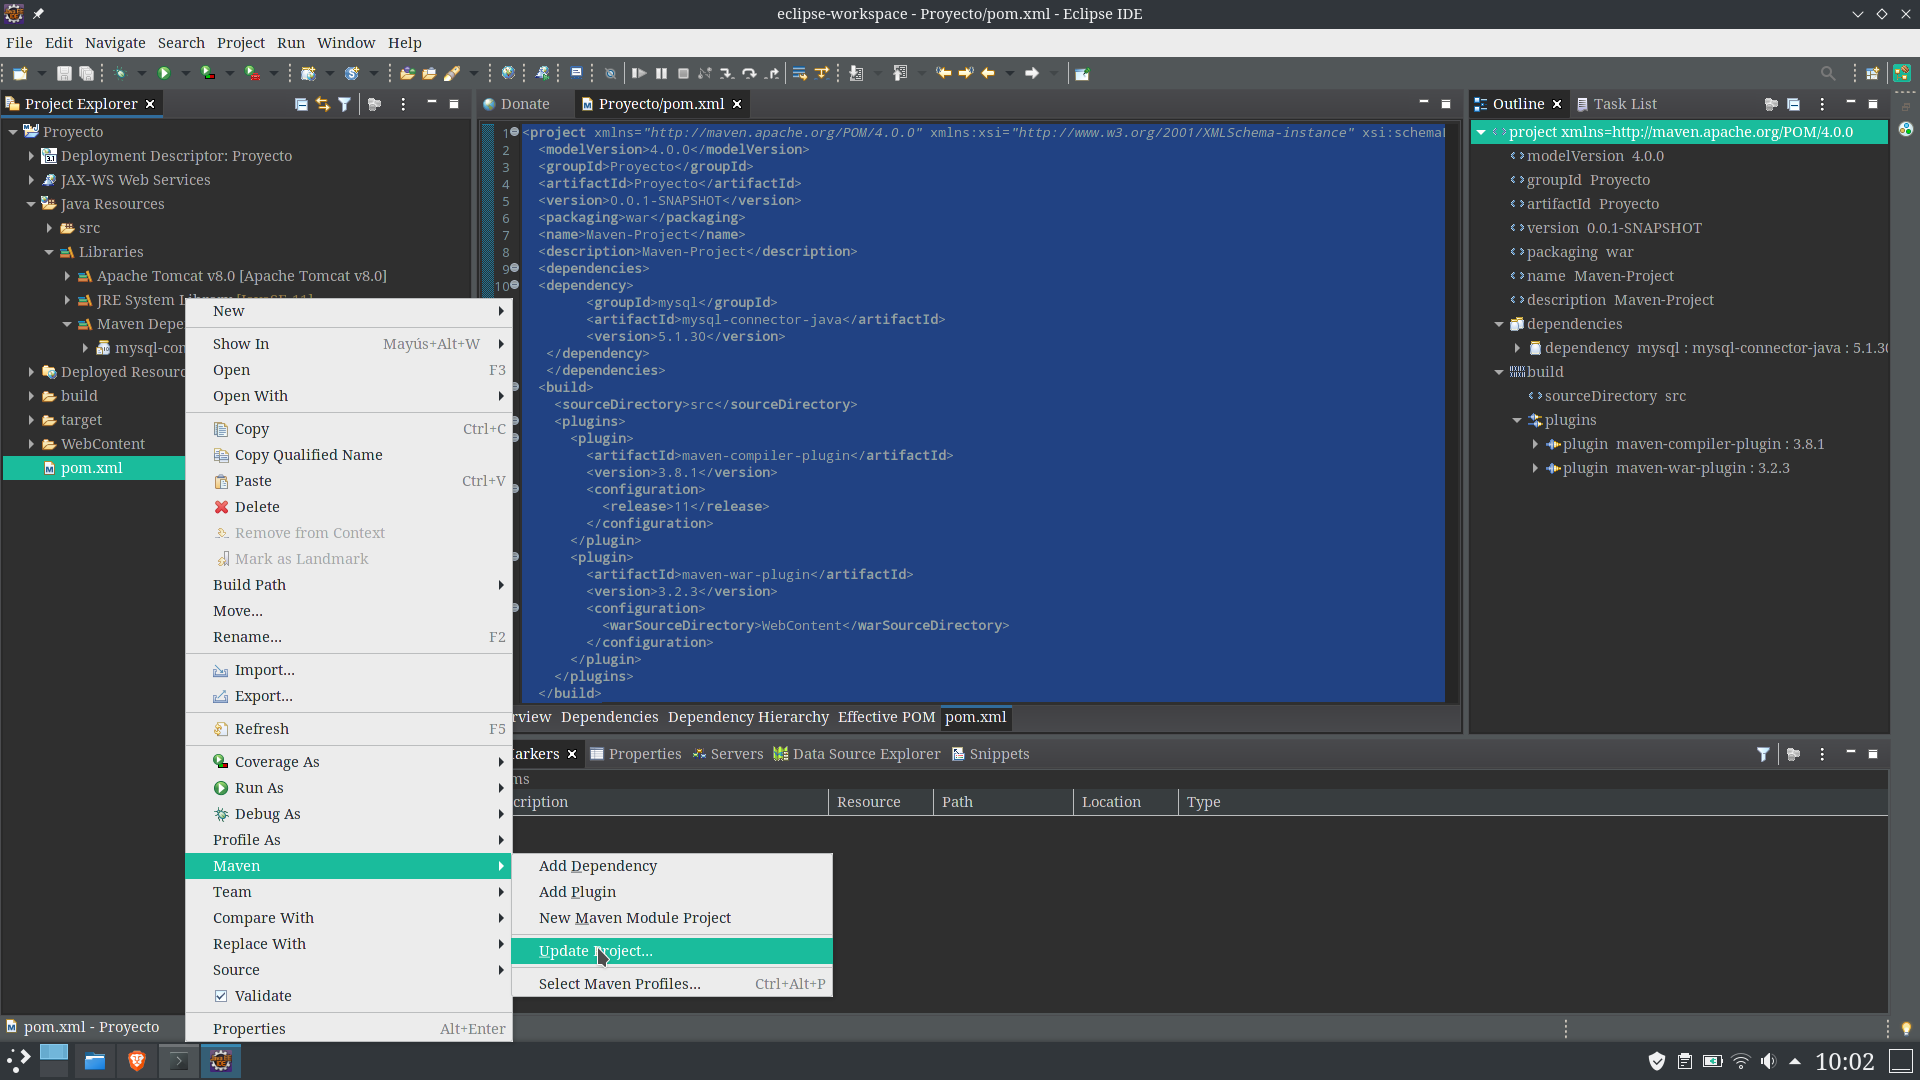 eclipse-workspace - Proyecto/pom.xml - Eclipse IDE
File Edit Navigate Search Project Run Window Help
Project Explorer
Proyecto
Deployment Descriptor: Proyecto
JAX-WS Web Services
Java Resources
src
Libraries
Apache Tomcat v8.0 [Apache Tomcat v8.0]
JRE System
Maven
Deployed
build
target
WebContent
pom.xml
New
Show In Mayús+Alt+W
Open F3
Open With
Copy Ctrl+C
Copy Qualified Name
Paste Ctrl+V
Delete
Remove from Context
Mark as Landmark
Build Path
Move...
Rename... F2
Import...
Export...
Refresh F5
Coverage As
Run As
Debug As
Profile As
Maven
Team
Compare With
Replace With
Source
Validate
Properties Alt+Enter
Add Dependency
Add Plugin
New Maven Module Project
Update Project...
Select Maven Profiles... Ctrl+Alt+P
Donate Proyecto/pom.xml
1 <project xmlns="http://maven.apache.org/POM/4.0.0" xmlns:xsi="http://www.w3.org/2001/XMLSchema-instance"
2 <modelVersion>4.0.0</modelVersion>
3 <groupId>Proyecto</groupId>
4 <artifactId>Proyecto</artifactId>
5 <version>0.0.1-SNAPSHOT</version>
6 <packaging>war</packaging>
7 <name>Maven-Project</name>
8 <description>Maven-Project</description>
9 <dependencies>
10 <dependency>
<groupId>mysql</groupId>
<artifactId>mysql-connector-java</artifactId>
<version>5.1.30</version>
</dependency>
</dependencies>
<build>
<sourceDirectory>src</sourceDirectory>
<plugins>
<plugin>
<artifactId>maven-compiler-plugin</artifactId>
<version>3.8.1</version>
<configuration>
<release>11</release>
</configuration>
</plugin>
<plugin>
<artifactId>maven-war-plugin</artifactId>
<version>3.2.3</version>
<configuration>
<warSourceDirectory>WebContent</warSourceDirectory>
</configuration>
</plugin>
</plugins>
</build>
Dependencies Dependency Hierarchy Effective POM pom.xml
Properties Servers Data Source Explorer Snippets
Resource Path Location Type
Outline Task List
project xmlns=http://maven.apache.org/POM/4.0.0
modelVersion 4.0.0
groupId Proyecto
artifactId Proyecto
version 0.0.1-SNAPSHOT
packaging war
name Maven-Project
description Maven-Project
dependencies
dependency mysql : mysql-connector-java : 5.1.30
build
sourceDirectory src
plugins
plugin maven-compiler-plugin : 3.8.1
plugin maven-war-plugin : 3.2.3
pom.xml - Proyecto
10:02